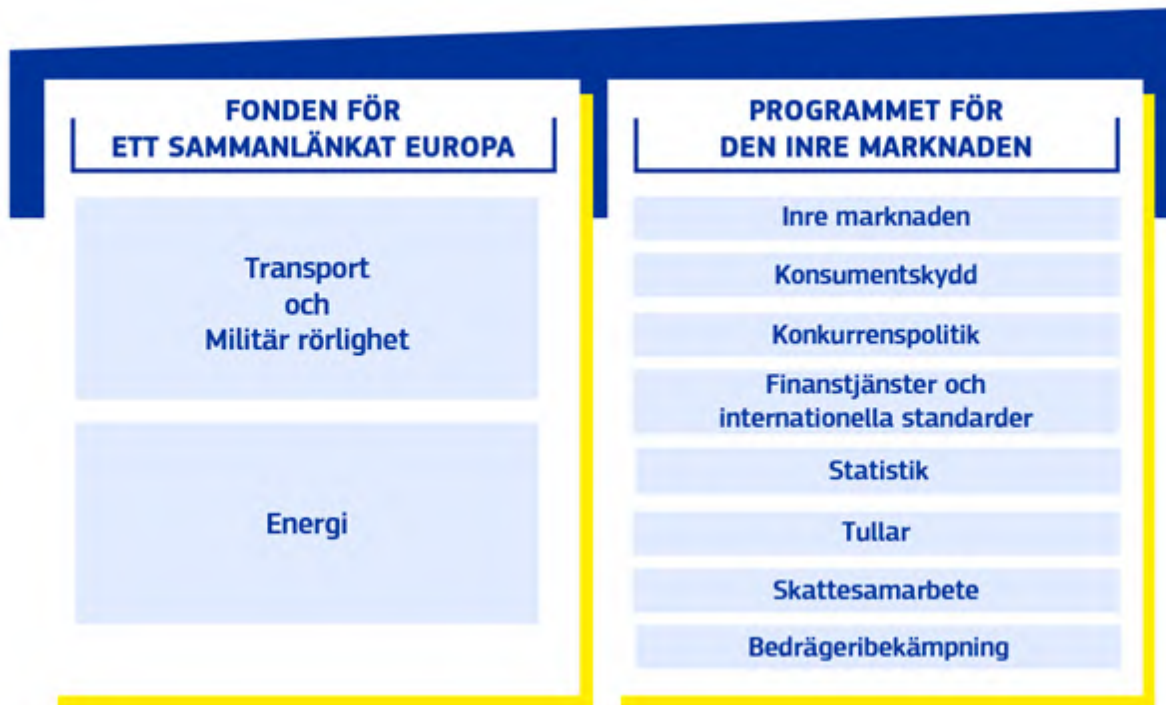 FONDEN FÖR
ETT SAMMANLÄNKAT EUROPA
Transport
och
Militär rörlighet
Energi
PROGRAMMET FÖR
DEN INRE MARKNADEN
Inre marknaden
Konsumentskydd
Konkurrenspolitik
Finanstjänster och
internationella standarder
Statistik
Tullar
Skattesamarbete
Bedrägeribekämpning